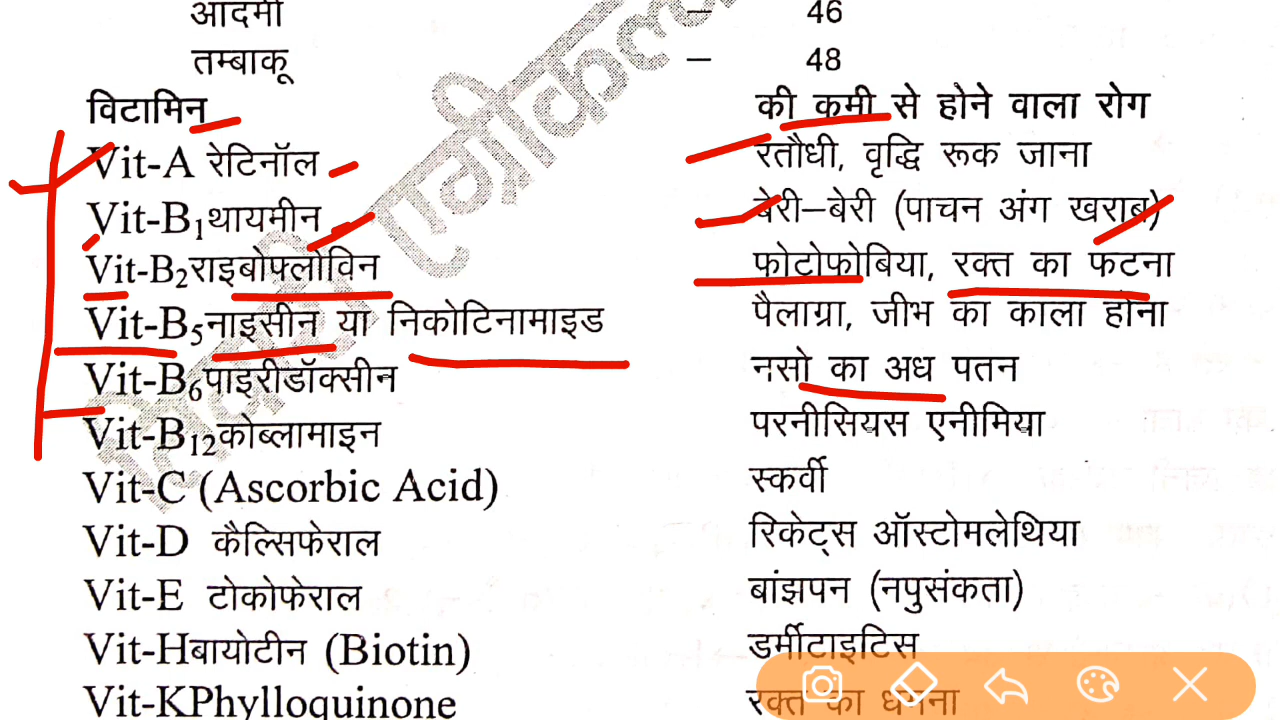 आदमी – 46
तम्बाकू – 48
विटामिन की कमी से होने वाला रोग
Vit-A रेटिनॉल रतौधी, वृद्धि रूक जाना
Vit-B₁थायमीन बेरी–बेरी (पाचन अंग खराब)
Vit-B₂राइबोफ्लोविन फोटोफोबिया, रक्त का फटना
Vit-B₅नाइसीन या निकोटिनामाइड पैलाग्रा, जीभ का काला होना
Vit-B₆पाइरीडॉक्सीन नसो का अध पतन
Vit-B₁₂कोब्लामाइन परनीसियस एनीमिया
Vit-C (Ascorbic Acid) स्कर्वी
Vit-D कैल्सिफेराल रिकेट्स ऑस्टोमलेथिया
Vit-E टोकोफेराल बांझपन (नपुसंकता)
Vit-Hबायोटीन (Biotin) डर्मीटाइटिस
Vit-KPhylloquinone रक्त का